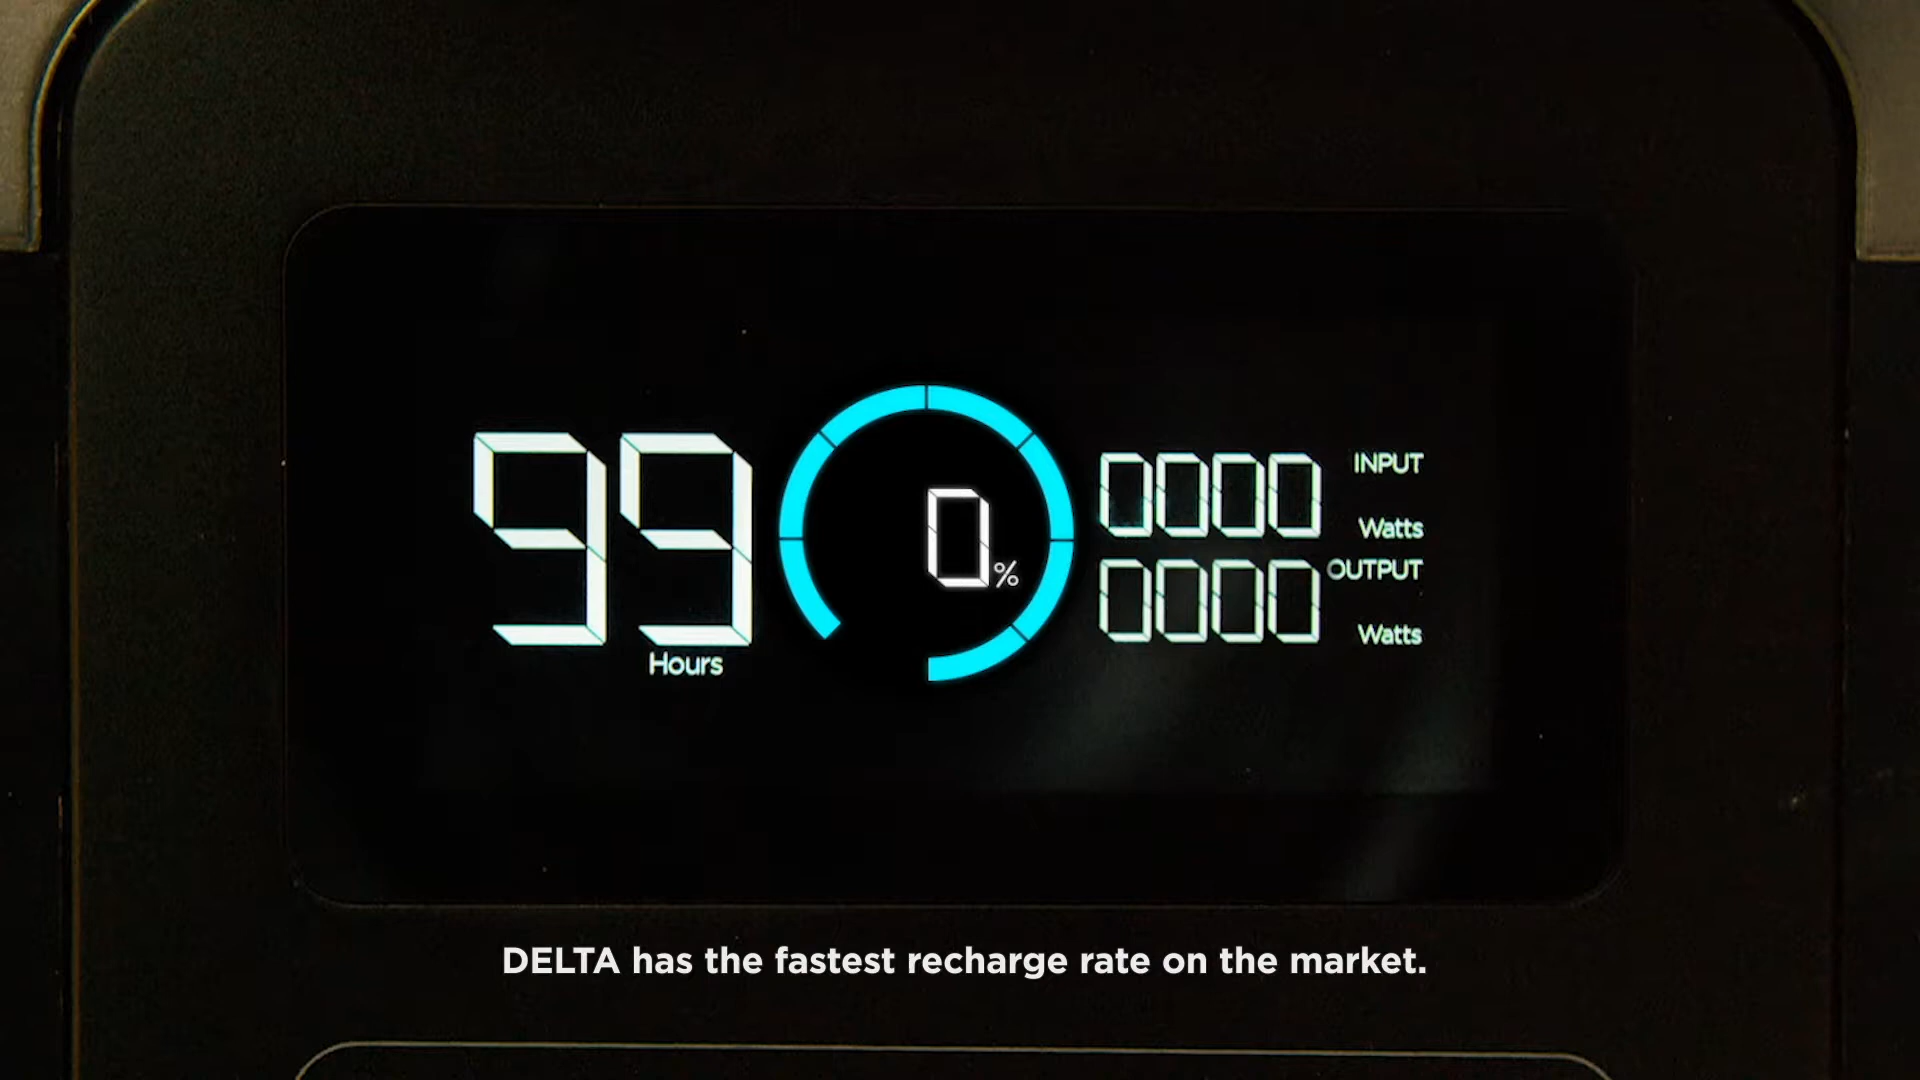 99
Hours
0%
0000 INPUT
Watts
0000 OUTPUT
Watts
DELTA has the fastest recharge rate on the market.